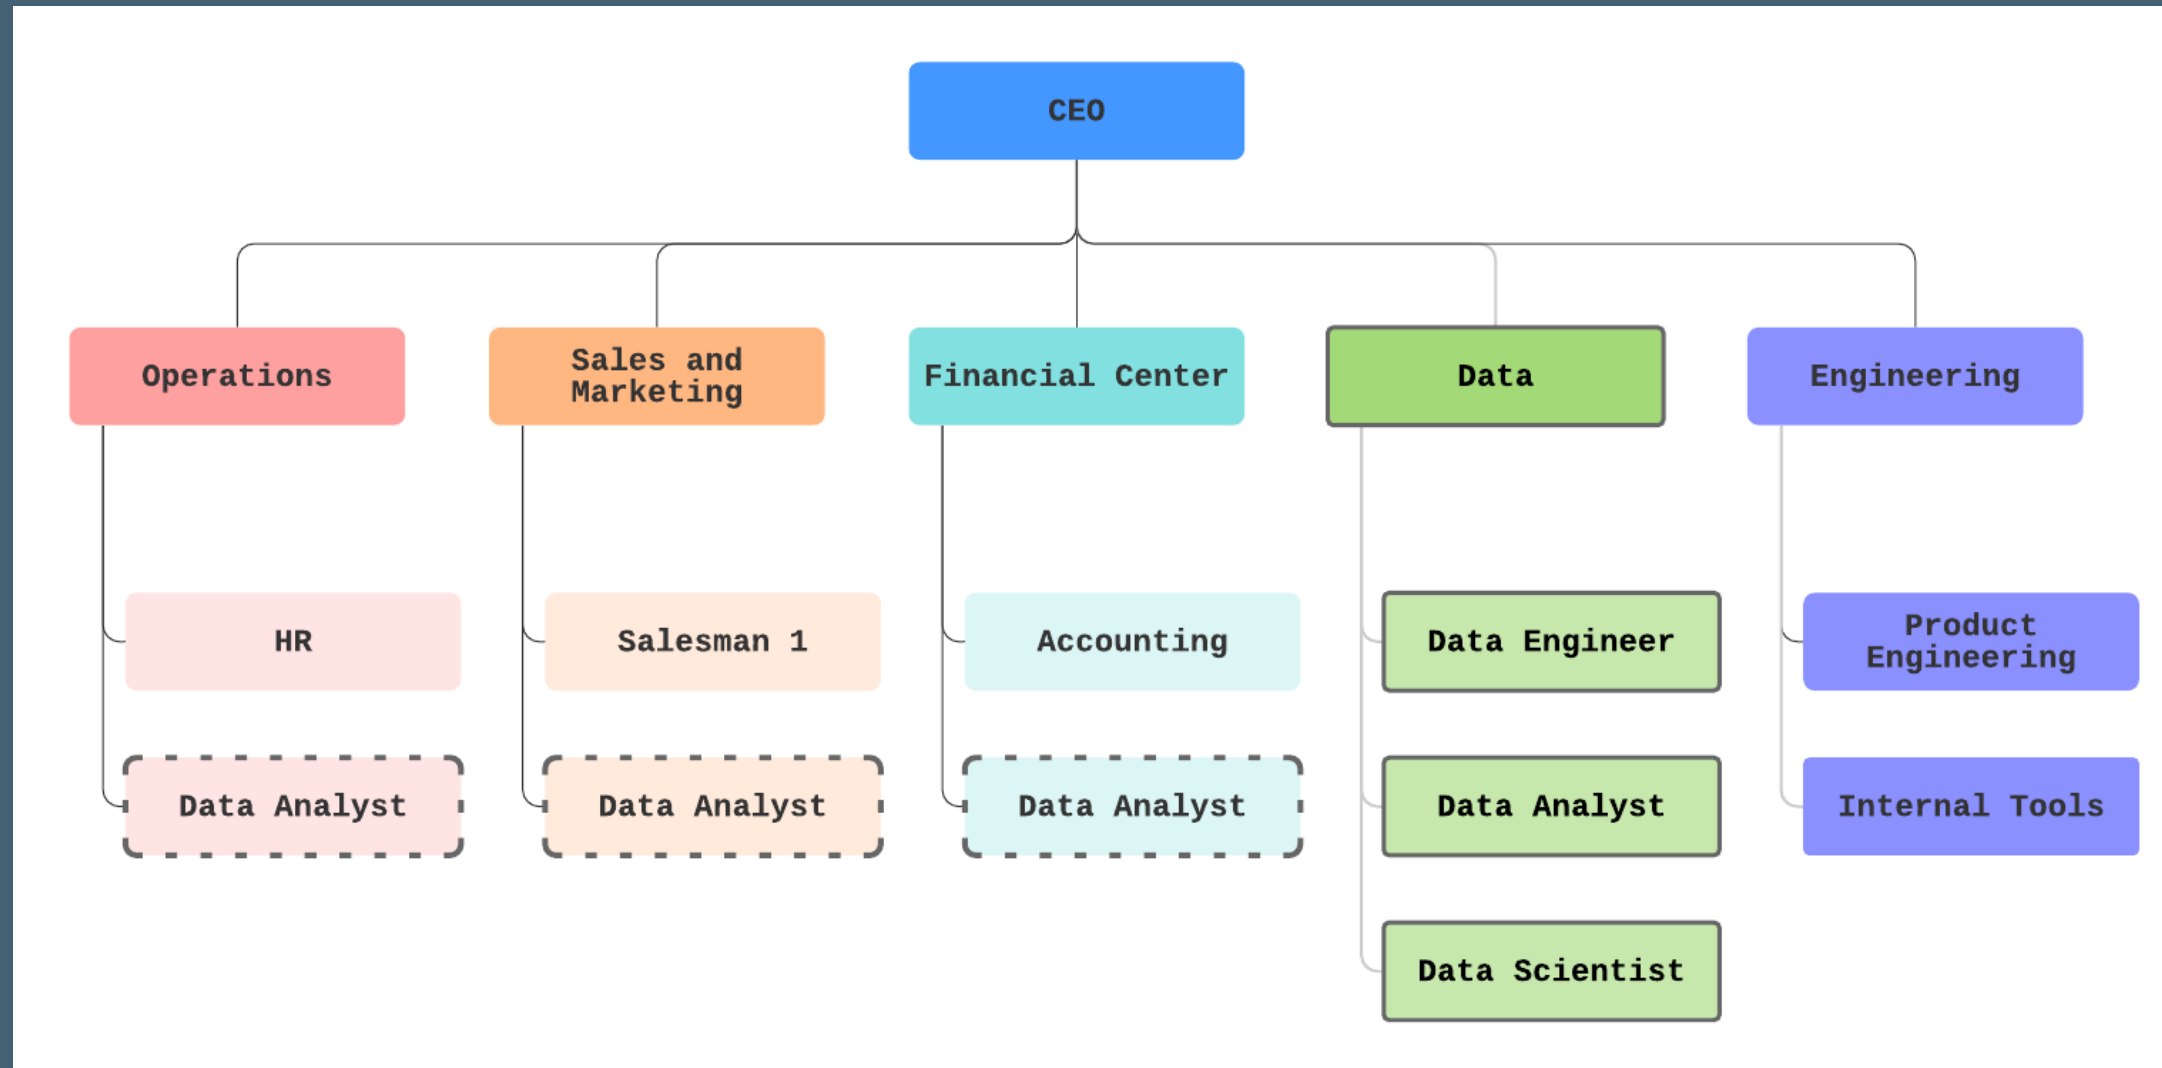 CEO
Operations
Sales and
Marketing
Financial Center
Data
Engineering
HR
Salesman 1
Accounting
Data Engineer
Product
Engineering
Data Analyst
Data Analyst
Data Analyst
Data Analyst
Internal Tools
Data Scientist